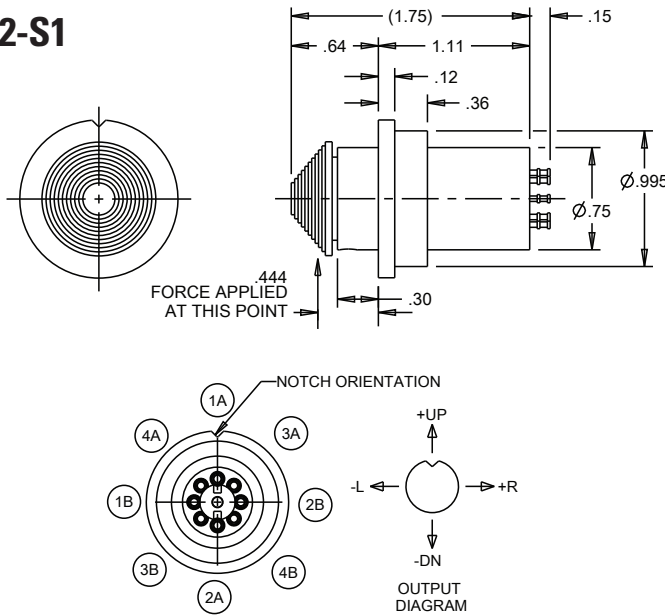 2-S1
(1.75)
.15
.64
1.11
.12
.36
Ø.995
Ø.75
.444
FORCE APPLIED
AT THIS POINT
.30
NOTCH ORIENTATION
1A
4A
3A
1B
2B
3B
4B
2A
+UP
-L
+R
-DN
OUTPUT
DIAGRAM